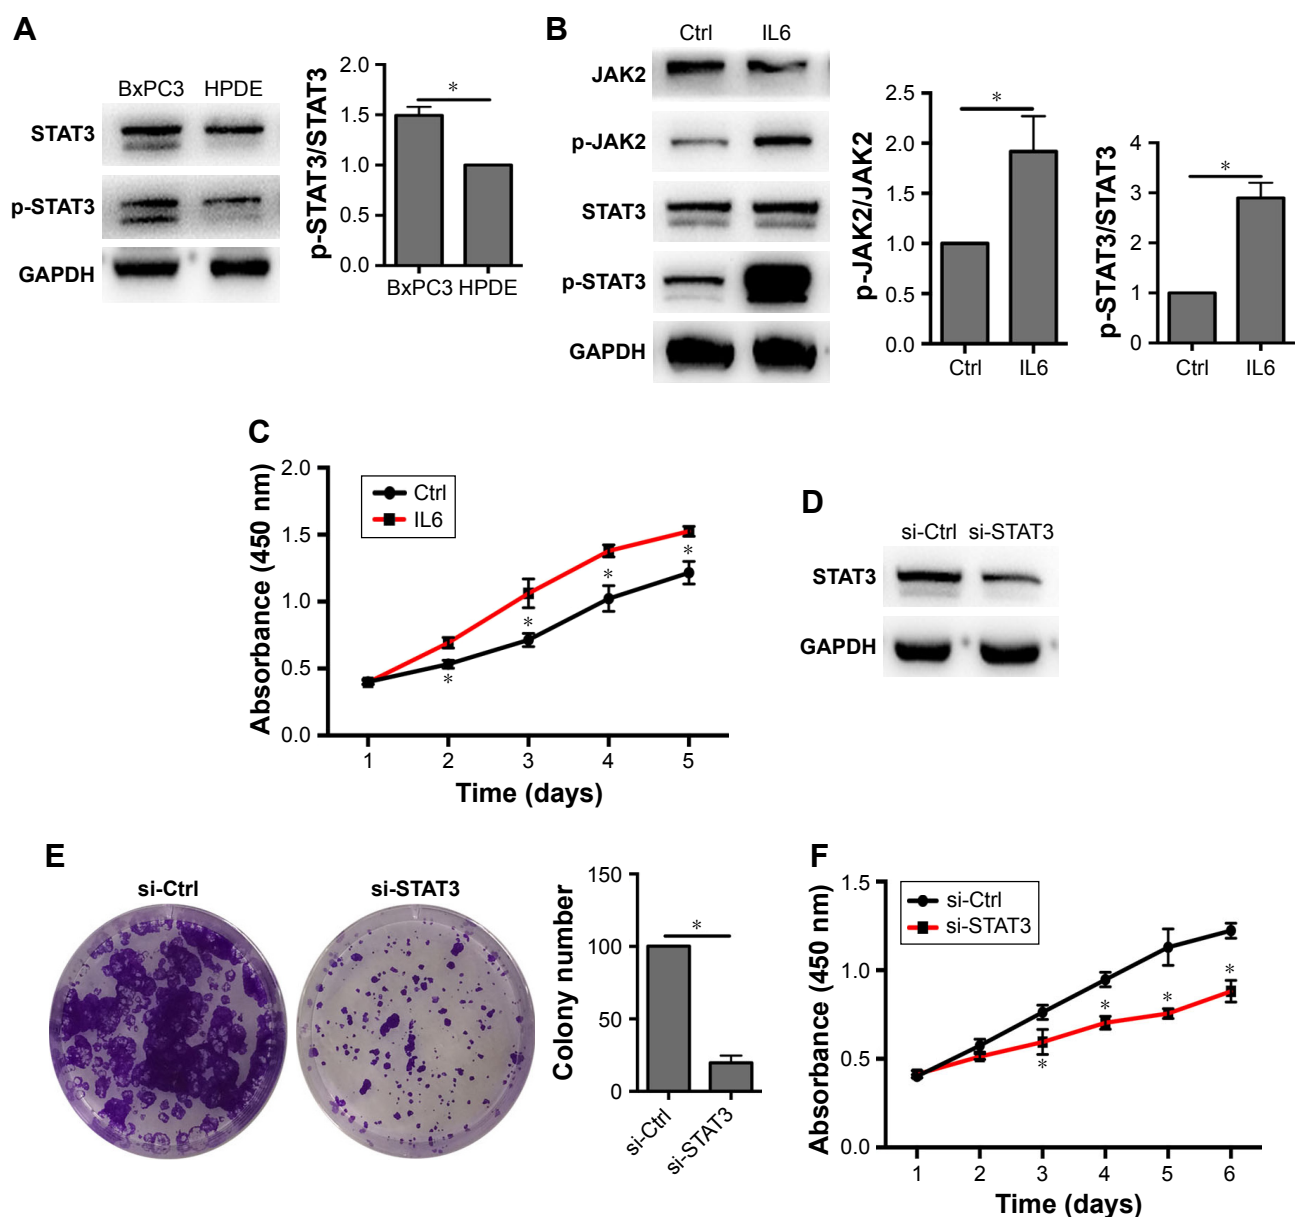 A
BxPC3 HPDE
STAT3
p-STAT3
GAPDH
p-STAT3/STAT3
2.0
1.5
1.0
0.5
0.0
*
BxPC3 HPDE
B
Ctrl IL6
JAK2
p-JAK2
STAT3
p-STAT3
GAPDH
p-JAK2/JAK2
2.5
2.0
1.5
1.0
0.5
0.0
*
Ctrl IL6
p-STAT3/STAT3
4
3
2
1
0
*
Ctrl IL6
C
Absorbance (450 nm)
2.0
1.5
1.0
0.5
0.0
Ctrl
IL6
*
*
*
*
1 2 3 4 5
Time (days)
D
si-Ctrl si-STAT3
STAT3
GAPDH
E
si-Ctrl
si-STAT3
Colony number
150
100
50
0
*
si-Ctrl
si-STAT3
F
Absorbance (450 nm)
1.5
1.0
0.5
0.0
si-Ctrl
si-STAT3
*
*
*
*
1 2 3 4 5 6
Time (days)